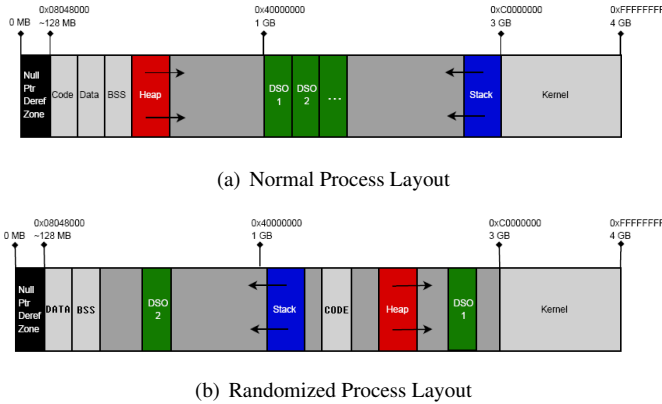 0x08048000 0x40000000 0xC0000000 0xFFFFFFFF
0 MB ~128 MB 1 GB 3 GB 4 GB
Null
Ptr
Deref
Zone
Code
Data
BSS
Heap
DSO
1
DSO
2
...
Stack
Kernel
(a) Normal Process Layout
0x08048000 0x40000000 0xC0000000 0xFFFFFFFF
0 MB ~128 MB 1 GB 3 GB 4 GB
Null
Ptr
Deref
Zone
DATA
BSS
DSO
2
Stack
CODE
Heap
DSO
1
Kernel
(b) Randomized Process Layout